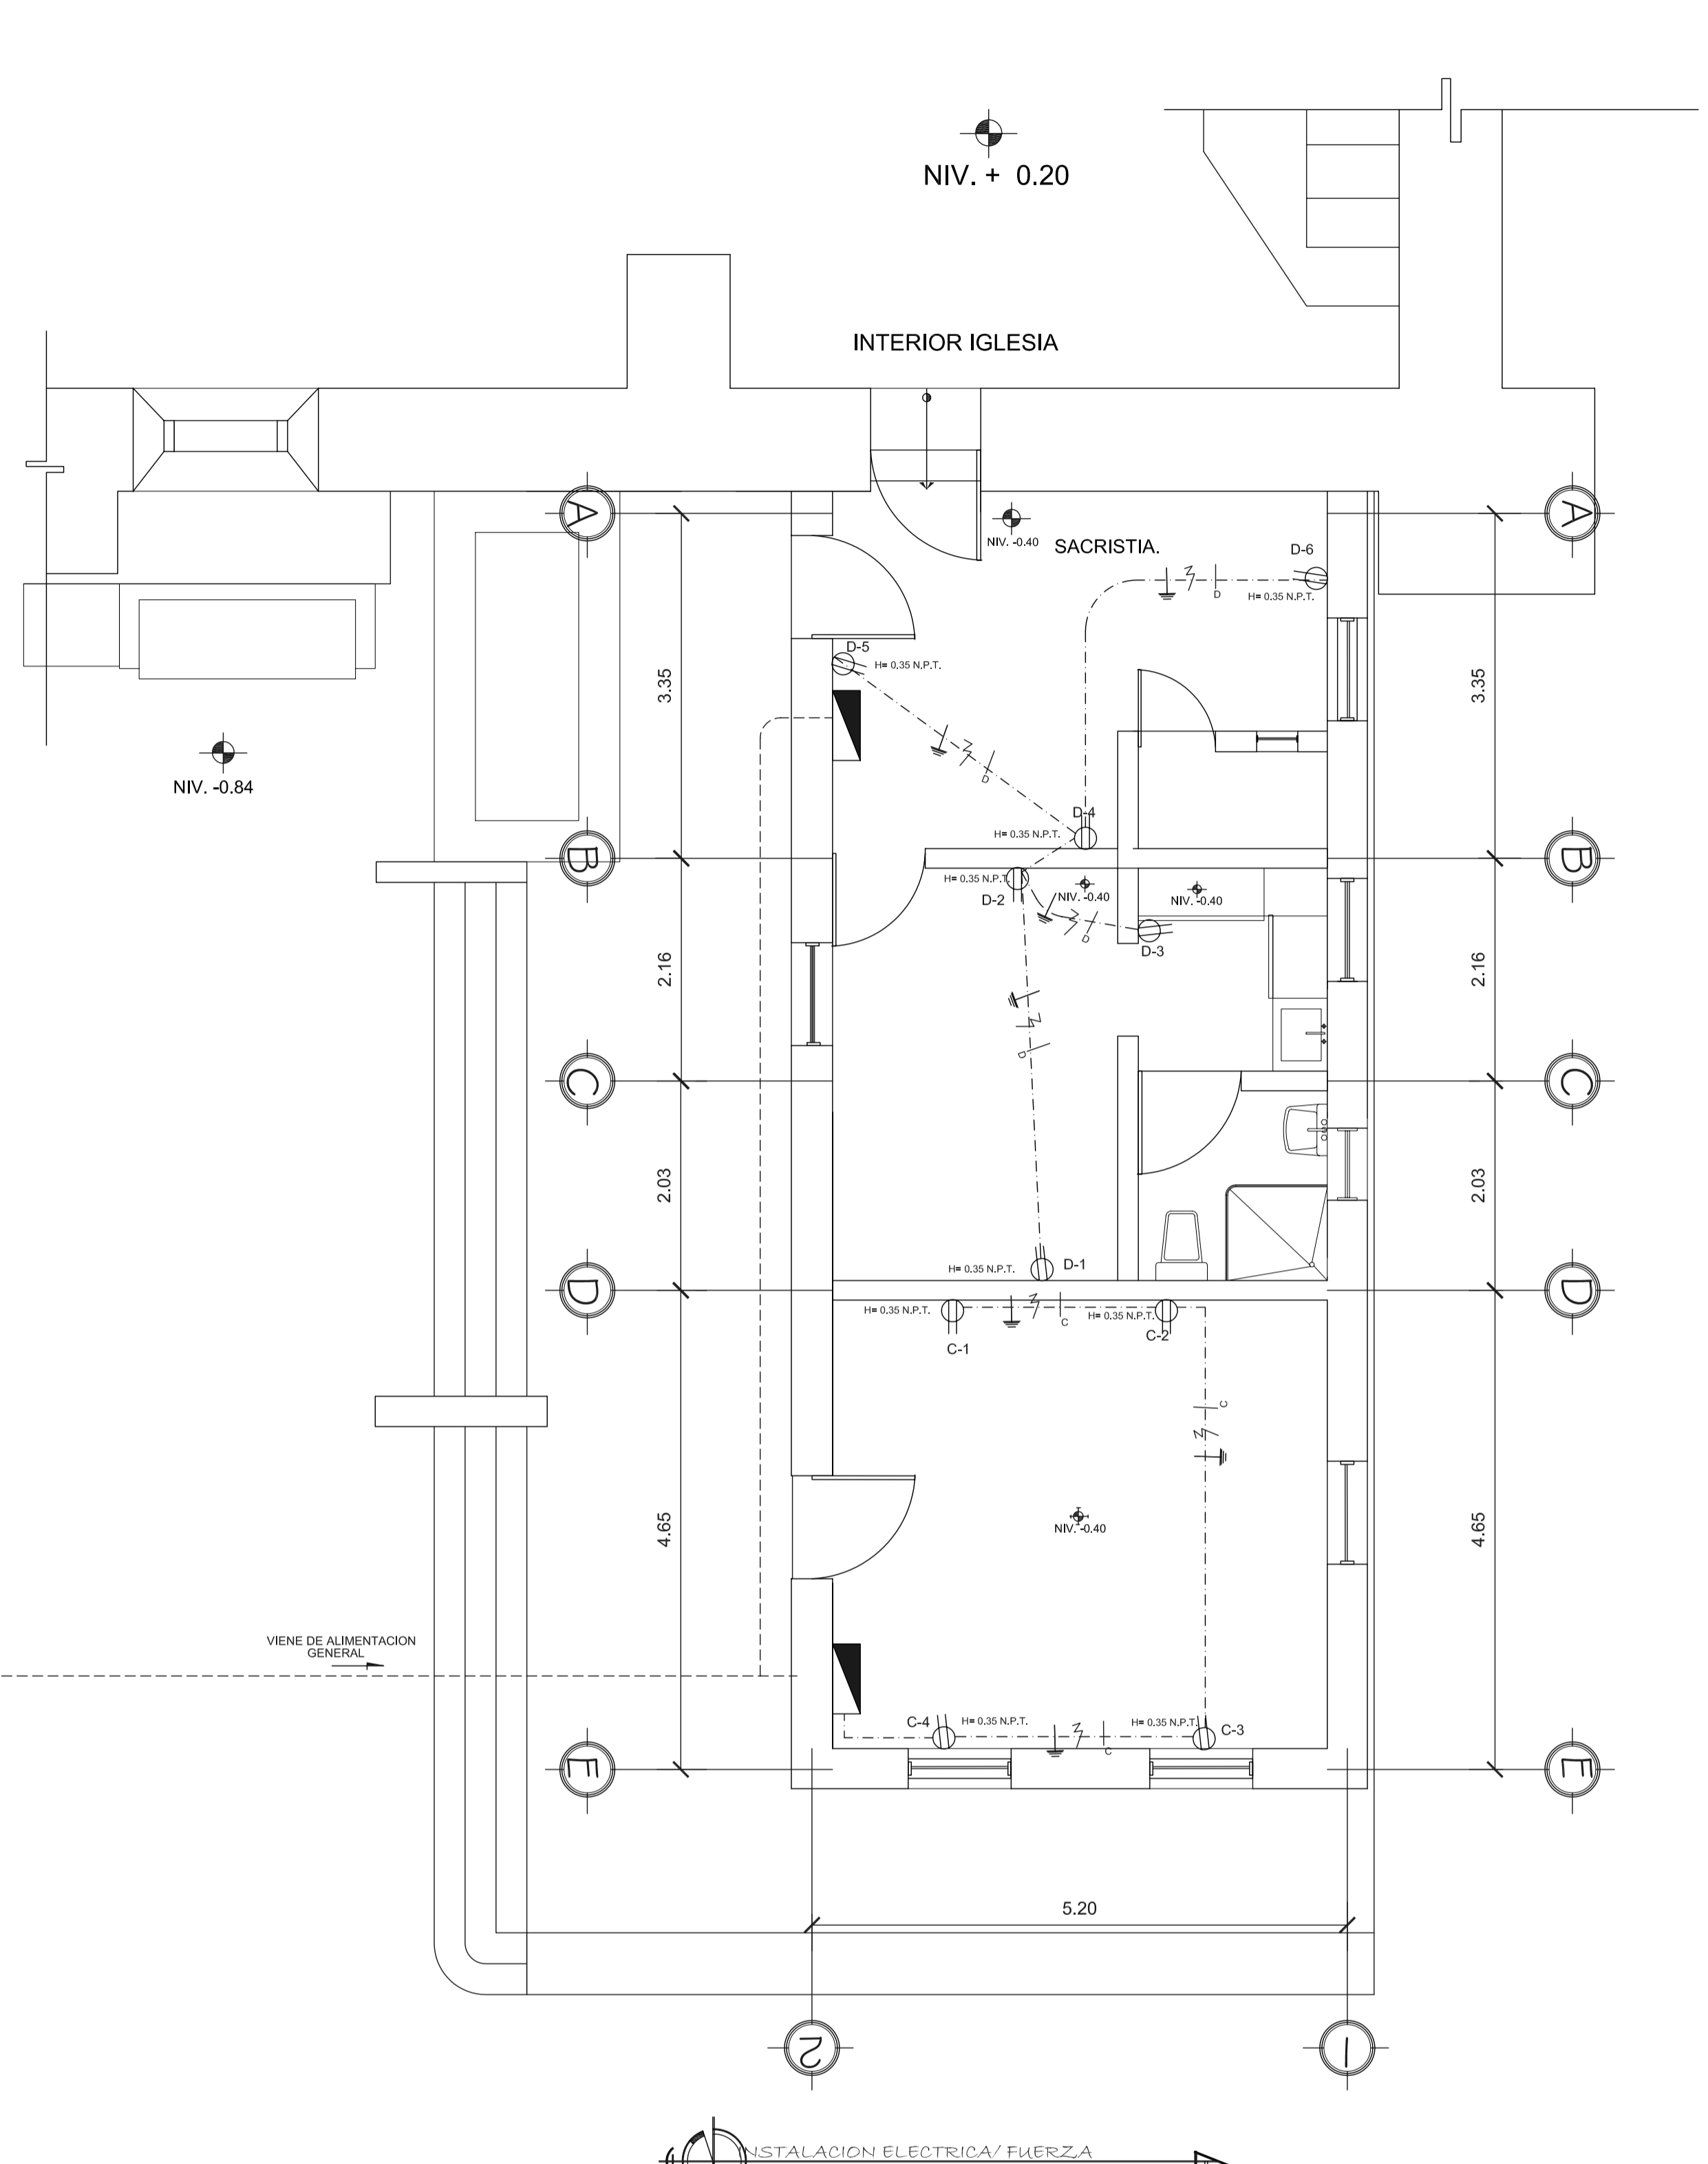 NIV. + 0.20
INTERIOR IGLESIA
A
A
NIV. -0.40
SACRISTIA.
D-6
D
H= 0.35 N.P.T.
D-5
H= 0.35 N.P.T.
3.35
3.35
D
NIV. -0.84
D-4
H= 0.35 N.P.T.
B
B
H= 0.35 N.P.T.
D-2
NIV. -0.40
NIV. -0.40
D
D-3
2.16
2.16
D
C
C
2.03
2.03
D-1
H= 0.35 N.P.T.
D
D
H= 0.35 N.P.T.
C
H= 0.35 N.P.T.
C-1
C-2
C
4.65
4.65
NIV. -0.40
VIENE DE ALIMENTACION
GENERAL
C-4
H= 0.35 N.P.T.
H= 0.35 N.P.T.
C-3
C
E
E
5.20
2
1
INSTALACION ELECTRICA/ FUERZA